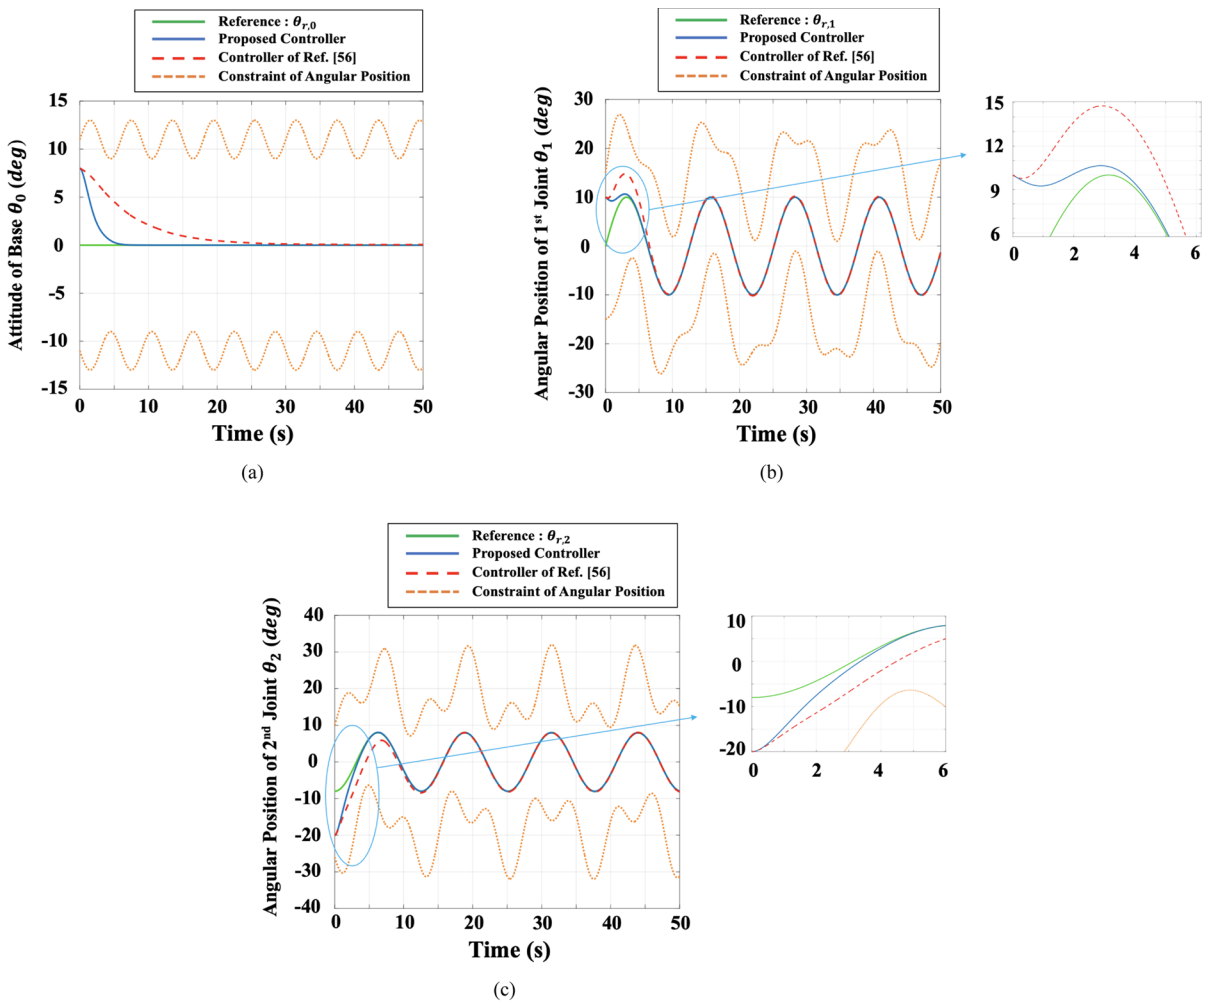 Reference : θr,0
Proposed Controller
Controller of Ref. [56]
Constraint of Angular Position
Attitude of Base θ0 (deg)
15
10
5
0
-5
-10
-15
0 10 20 30 40 50
Time (s)
(a)
Reference : θr,1
Proposed Controller
Controller of Ref. [56]
Constraint of Angular Position
Angular Position of 1st Joint θ1 (deg)
30
20
10
0
-10
-20
-30
0 10 22 30 40 50
Time (s)
(b)
15
12
9
6
0 2 4 6
Reference : θr,2
Proposed Controller
Controller of Ref. [56]
Constraint of Angular Position
Angular Position of 2nd Joint θ2 (deg)
40
30
20
10
0
-10
-20
-30
-40
0 10 20 30 40 50
Time (s)
(c)
10
0
-10
-20
0 2 4 6